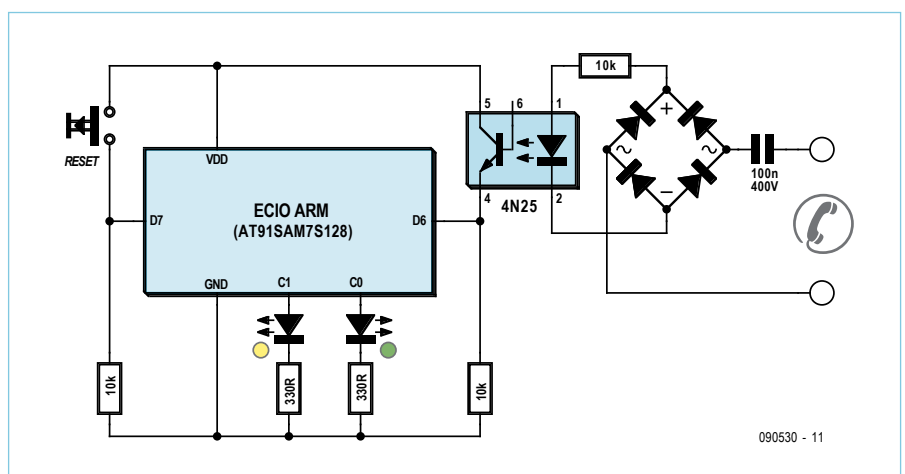 10k
5
6
1
+
~
~
−
RESET
VDD
4
2
100n
400V
4N25
D7
ECIO ARM
D6
(AT91SAM7S128)
GND
C1
C0
10k
330R
330R
10k
090530 - 11